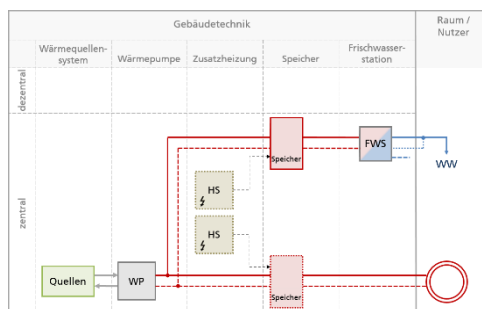 Gebäudetechnik
Raum /
Nutzer
Wärmequellen-
system
Wärmepumpe
Zusatzheizung
Speicher
Frischwasser-
station
dezentral
zentral
Speicher
FWS
WW
HS
HS
Quellen
WP
Speicher